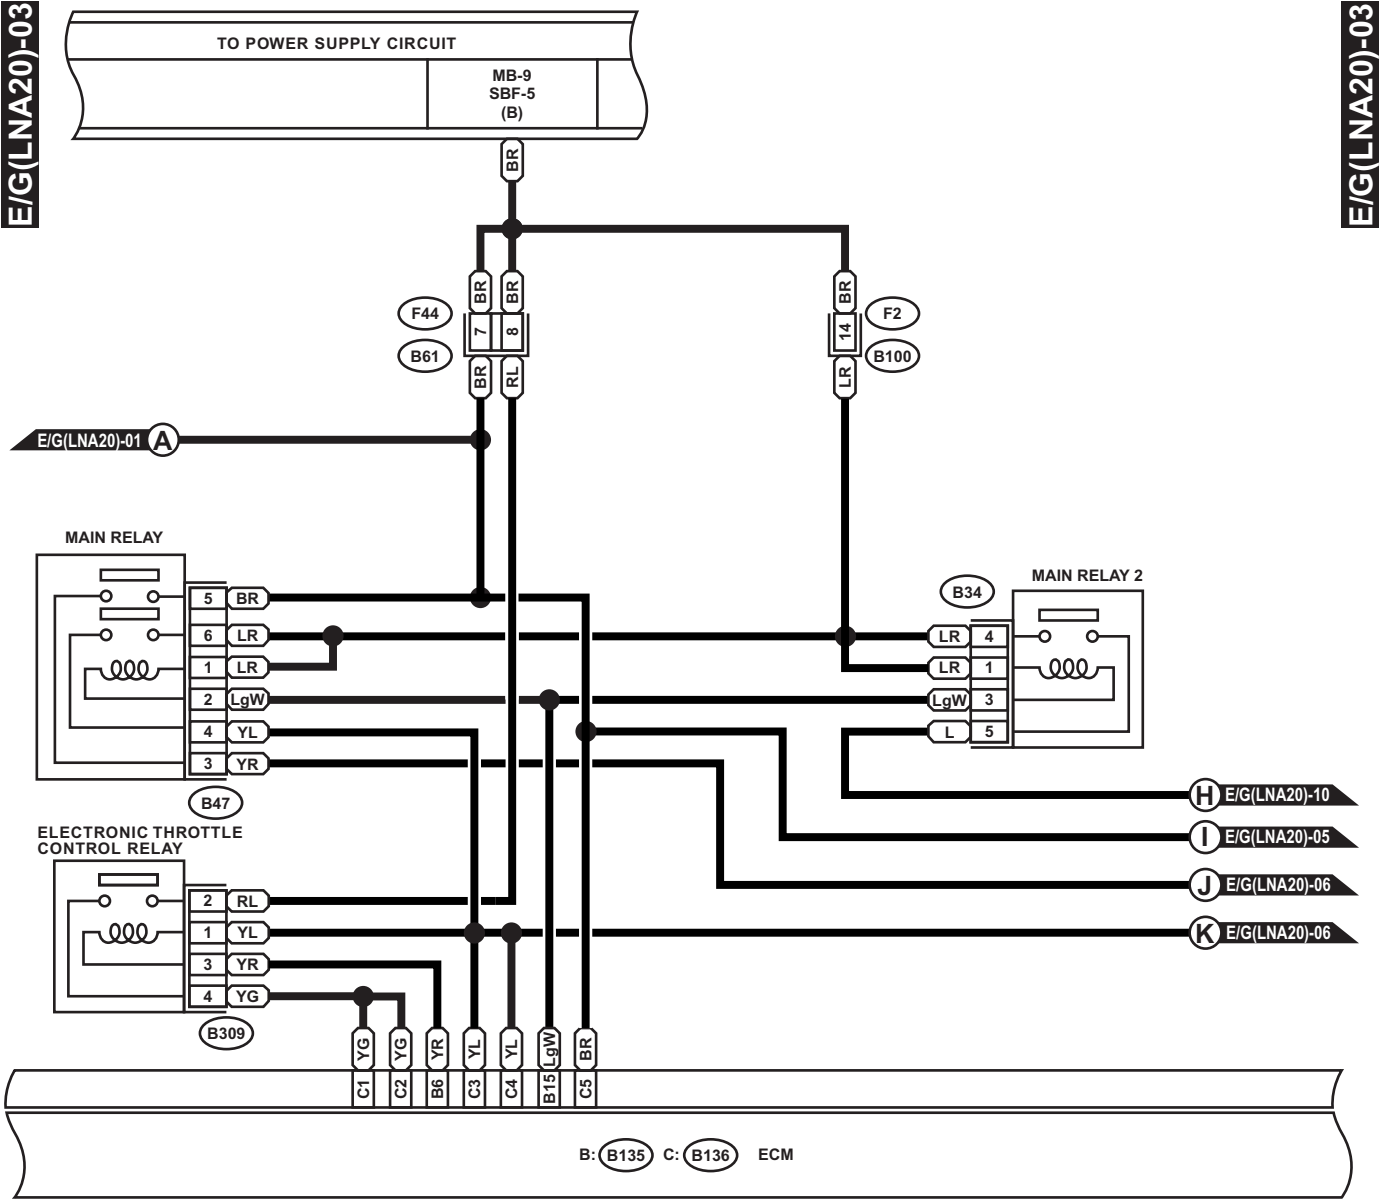 E/G(LNA20)-03
E/G(LNA20)-03
TO POWER SUPPLY CIRCUIT
MB-9
SBF-5
(B)
BR
BR
BR
BR
F44
7
8
14
F2
B61
B100
BR
RL
LR
E/G(LNA20)-01
A
MAIN RELAY
5
BR
6
LR
1
LR
2
LgW
4
YL
3
YR
B47
MAIN RELAY 2
B34
LR
4
LR
1
LgW
3
L
5
H
E/G(LNA20)-10
I
E/G(LNA20)-05
J
E/G(LNA20)-06
K
E/G(LNA20)-06
ELECTRONIC THROTTLE
CONTROL RELAY
2
RL
1
YL
3
YR
4
YG
B309
YG
YG
YR
YL
YL
LgW
BR
C1
C2
B6
C3
C4
B15
C5
B: B135 C: B136 ECM